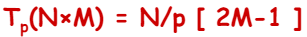 Tₚ(N×M) = N/p [ 2M-1 ]